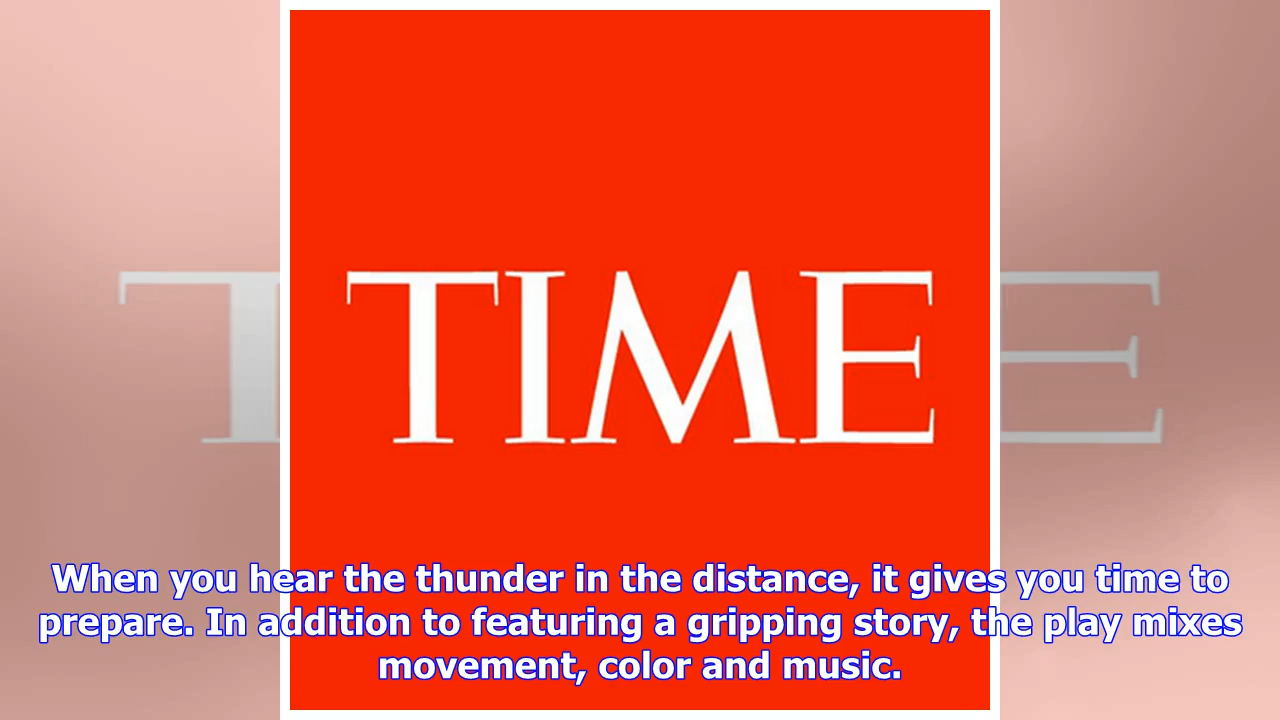 TIME
When you hear the thunder in the distance, it gives you time to
prepare. In addition to featuring a gripping story, the play mixes
movement, color and music.